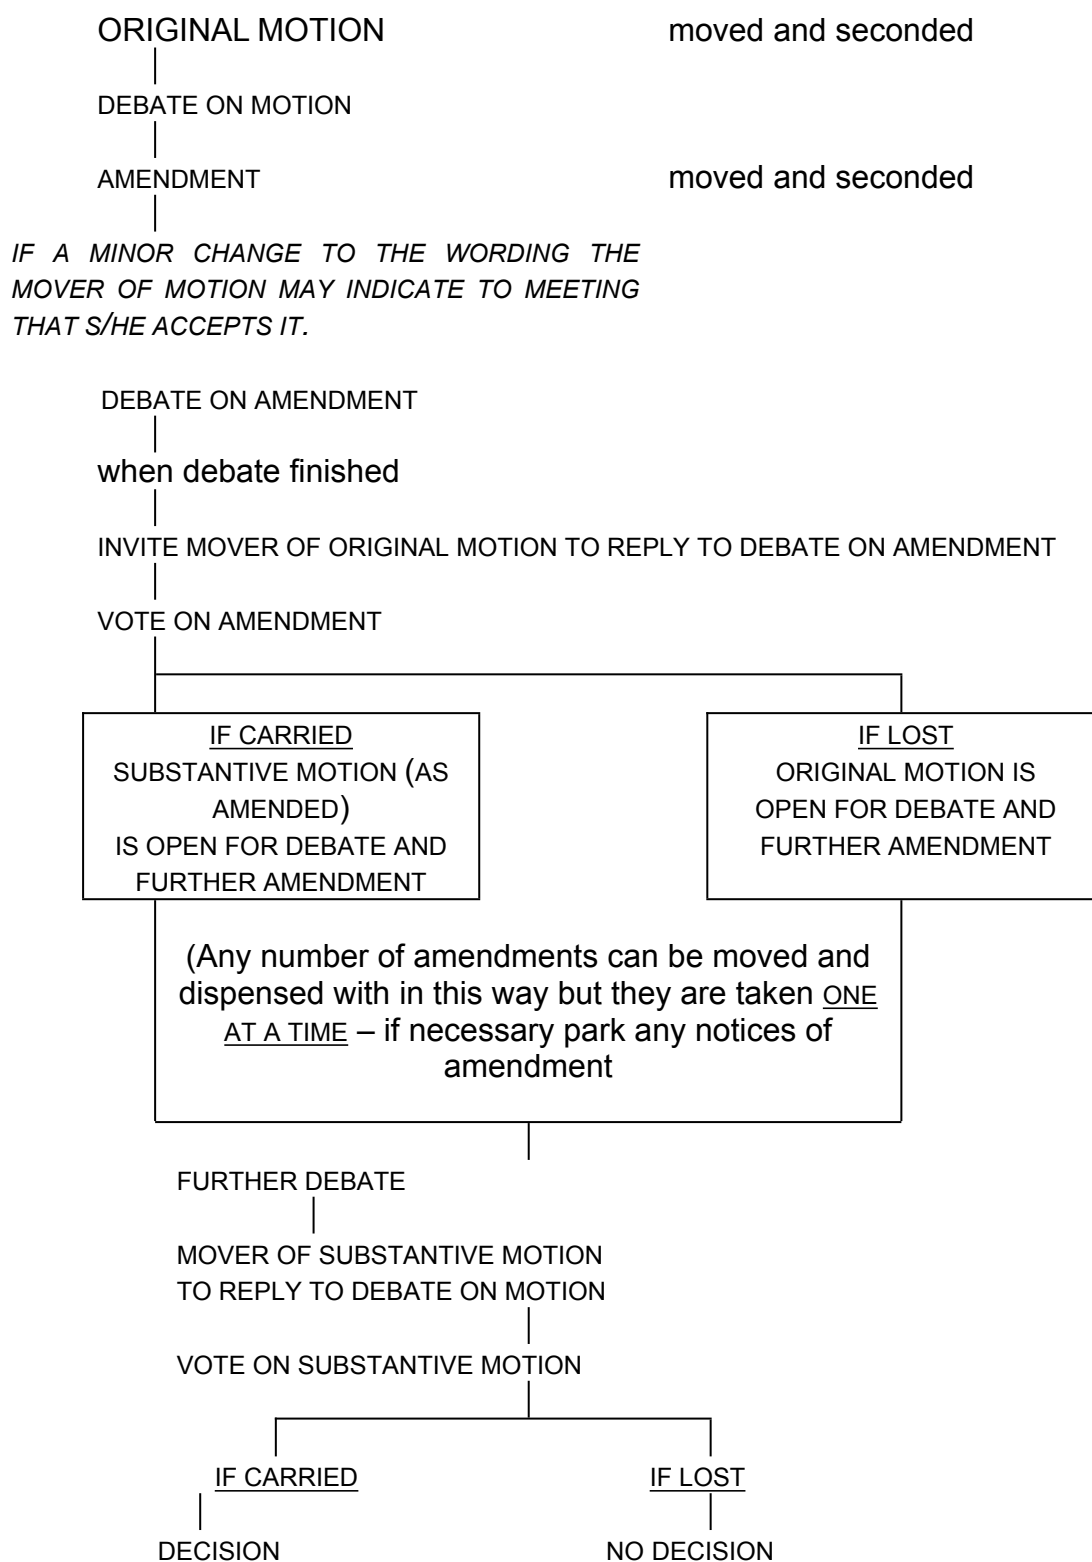 ORIGINAL MOTION moved and seconded
DEBATE ON MOTION
AMENDMENT moved and seconded
IF A MINOR CHANGE TO THE WORDING THE
MOVER OF MOTION MAY INDICATE TO MEETING
THAT S/HE ACCEPTS IT.
DEBATE ON AMENDMENT
when debate finished
INVITE MOVER OF ORIGINAL MOTION TO REPLY TO DEBATE ON AMENDMENT
VOTE ON AMENDMENT
IF CARRIED
SUBSTANTIVE MOTION (AS
AMENDED)
IS OPEN FOR DEBATE AND
FURTHER AMENDMENT
IF LOST
ORIGINAL MOTION IS
OPEN FOR DEBATE AND
FURTHER AMENDMENT
(Any number of amendments can be moved and
dispensed with in this way but they are taken ONE
AT A TIME – if necessary park any notices of
amendment
FURTHER DEBATE
MOVER OF SUBSTANTIVE MOTION
TO REPLY TO DEBATE ON MOTION
VOTE ON SUBSTANTIVE MOTION
IF CARRIED
IF LOST
DECISION
NO DECISION